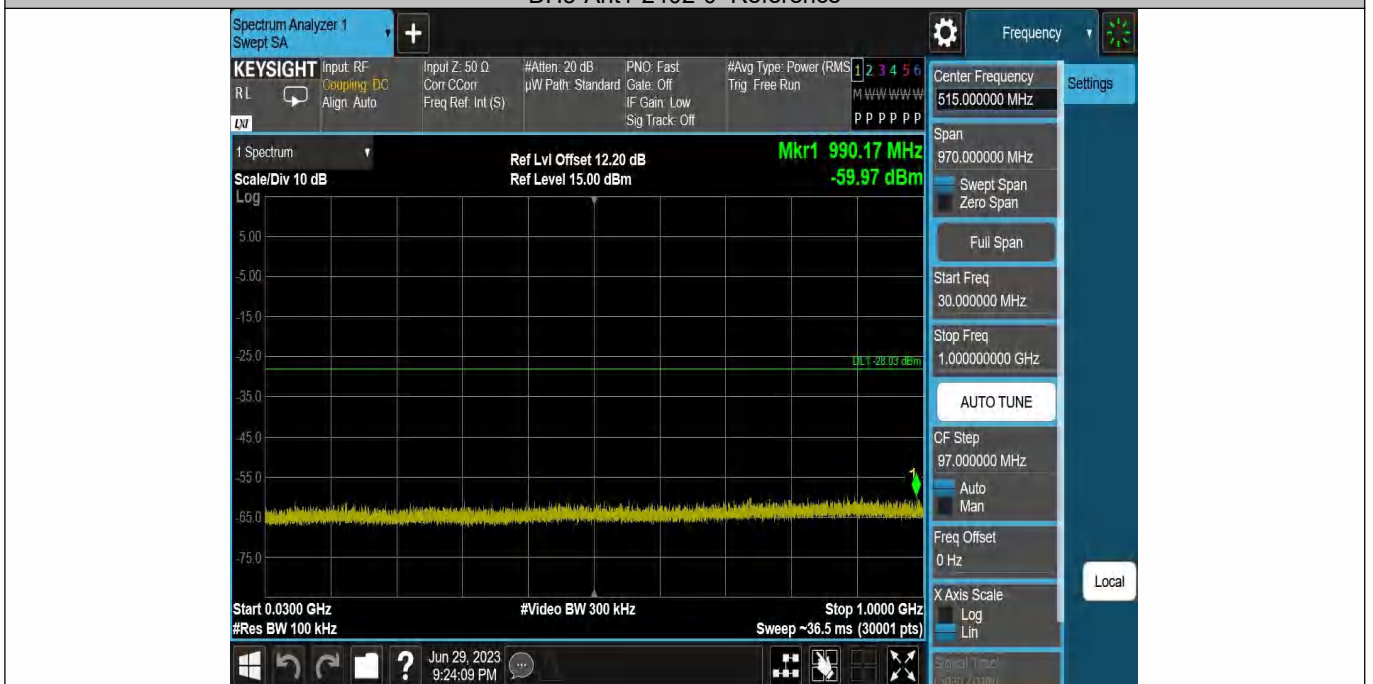 Spectrum Analyzer 1
Swept SA
+
Frequency
KEYSIGHT
RL
LXI
Input: RF
Coupling: DC
Align: Auto
Input Z: 50 Ω
Corr CCorr
Freq Ref: Int (S)
#Atten: 20 dB
µW Path: Standard
PNO: Fast
Gate: Off
IF Gain: Low
Sig Track: Off
#Avg Type: Power (RMS
Trig: Free Run
1 2 3 4 5 6
M W W W W W
P P P P P P
1 Spectrum
Scale/Div 10 dB
Ref Lvl Offset 12.20 dB
Ref Level 15.00 dBm
Mkr1 990.17 MHz
-59.97 dBm
Log
5.00
-5.00
-15.0
-25.0
DL1 -28.03 dBm
-35.0
-45.0
-55.0
1
-65.0
-75.0
Start 0.0300 GHz
#Video BW 300 kHz
Stop 1.0000 GHz
#Res BW 100 kHz
Sweep ~36.5 ms (30001 pts)
Center Frequency
515.000000 MHz
Settings
Span
970.000000 MHz
Swept Span
Zero Span
Full Span
Start Freq
30.000000 MHz
Stop Freq
1.000000000 GHz
AUTO TUNE
CF Step
97.000000 MHz
Auto
Man
Freq Offset
0 Hz
X Axis Scale
Log
Lin
Local
?
Jun 29, 2023
9:24:09 PM